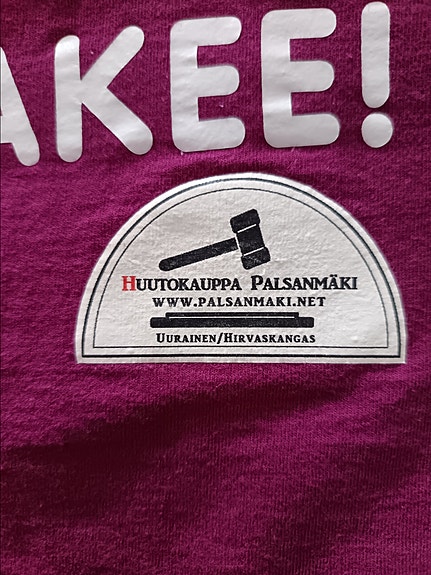 AKEE!
HUUTOKAUPPA PALSANMÄKI
WWW.PALSANMAKI.NET
UURAINEN/HIRVASKANGAS